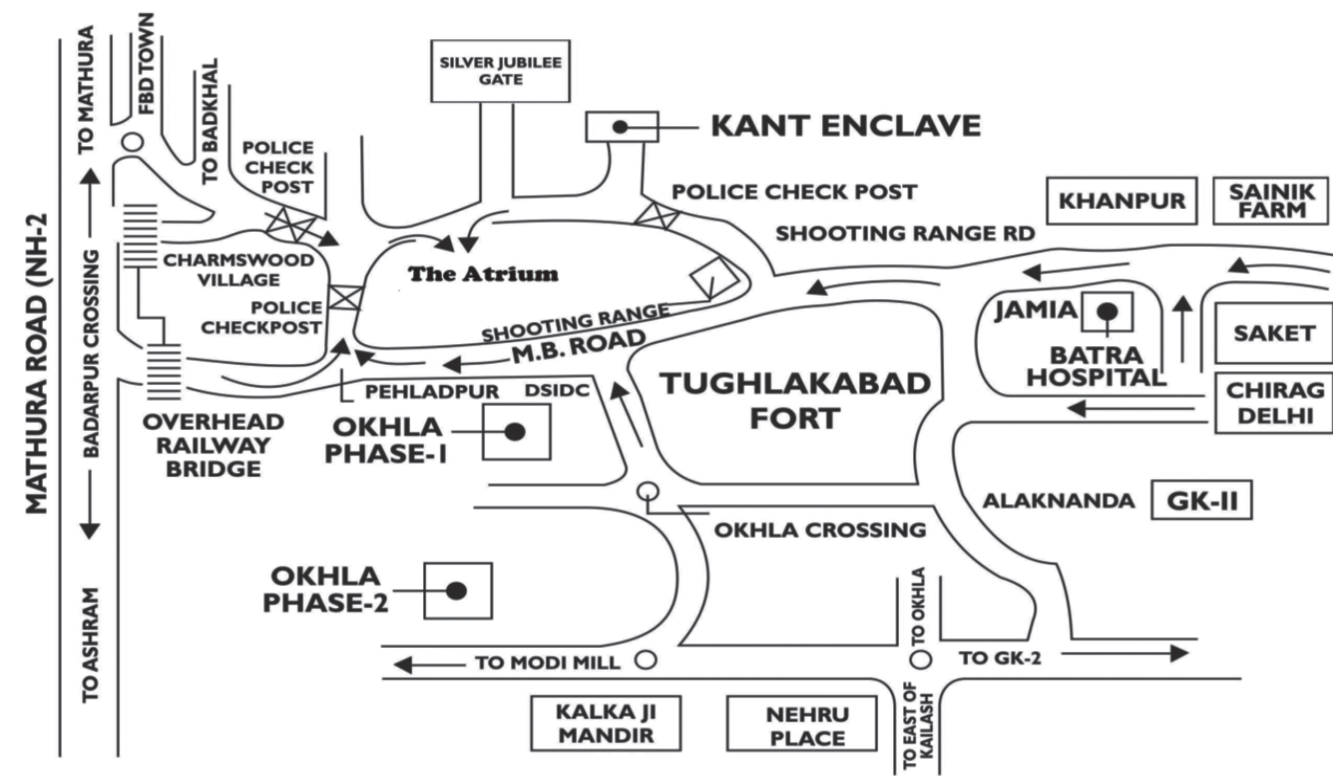 MATHURA ROAD (NH-2
TO MATHURA
BADARPUR CROSSING
TO ASHRAM
FBD TOWN
TO BADKHAL
POLICE
CHECK
POST
SILVER JUBILEE
GATE
KANT ENCLAVE
POLICE CHECK POST
KHANPUR
SAINIK
FARM
SHOOTING RANGE RD
CHARMSWOOD
VILLAGE
The Atrium
POLICE
CHECKPOST
SHOOTING RANGE
M.B. ROAD
JAMIA
BATRA
HOSPITAL
SAKET
CHIRAG
DELHI
PEHLADPUR
DSIDC
TUGHLAKABAD
FORT
OVERHEAD
RAILWAY
BRIDGE
OKHLA
PHASE-1
ALAKNANDA
GK-II
OKHLA CROSSING
OKHLA
PHASE-2
TO OKHLA
TO MODI MILL
TO GK-2
KALKA JI
MANDIR
NEHRU
PLACE
TO EAST OF
KAILASH